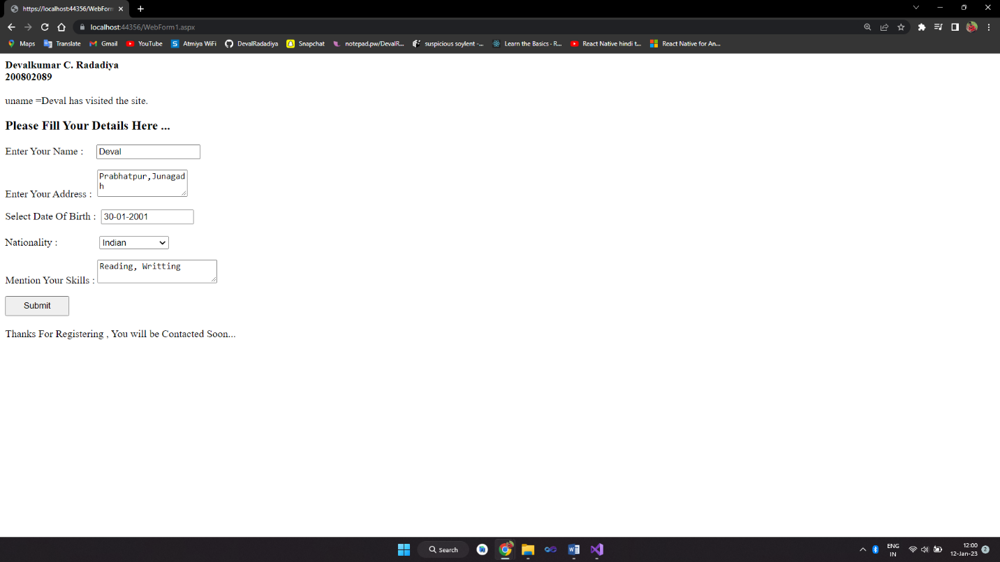 https://localhost:44356/WebForm
localhost:44356/WebForm1.aspx
Maps Translate Gmail YouTube Atmiya WiFi DevalRadadiya Snapchat notepad.pw/DevalR... suspicious soylent -... Learn the Basics · R... React Native hindi t... React Native for An...
Devalkumar C. Radadiya
200802089
uname =Deval has visited the site.
Please Fill Your Details Here ...
Enter Your Name : Deval
Prabhatpur,Junagad
h
Enter Your Address :
Select Date Of Birth : 30-01-2001
Nationality : Indian
Reading, Writting
Mention Your Skills :
Submit
Thanks For Registering , You will be Contacted Soon...
Search
ENG
IN
12:00
12-Jan-23
2